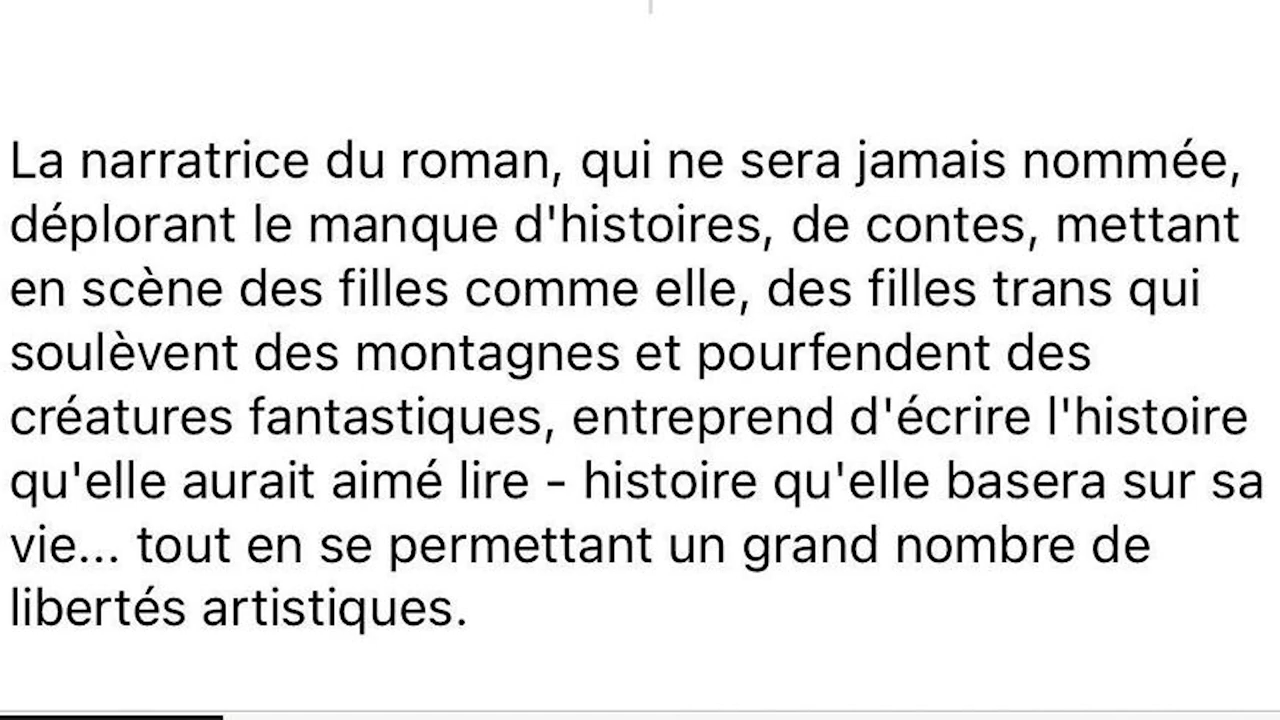 La narratrice du roman, qui ne sera jamais nommée,
déplorant le manque d'histoires, de contes, mettant
en scène des filles comme elle, des filles trans qui
soulèvent des montagnes et pourfendent des
créatures fantastiques, entreprend d'écrire l'histoire
qu'elle aurait aimé lire - histoire qu'elle basera sur sa
vie... tout en se permettant un grand nombre de
libertés artistiques.